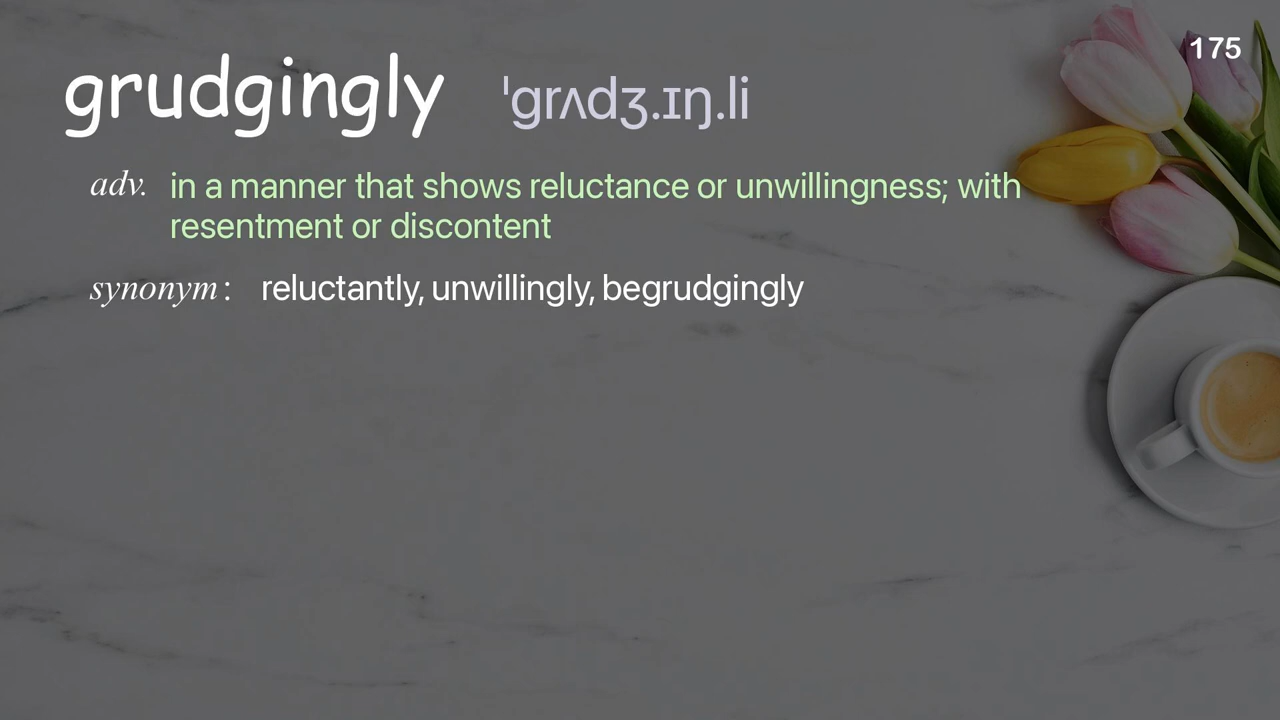 175
grudgingly ˈgrʌdʒ.ɪŋ.li
adv. in a manner that shows reluctance or unwillingness; with
resentment or discontent
synonym : reluctantly, unwillingly, begrudgingly